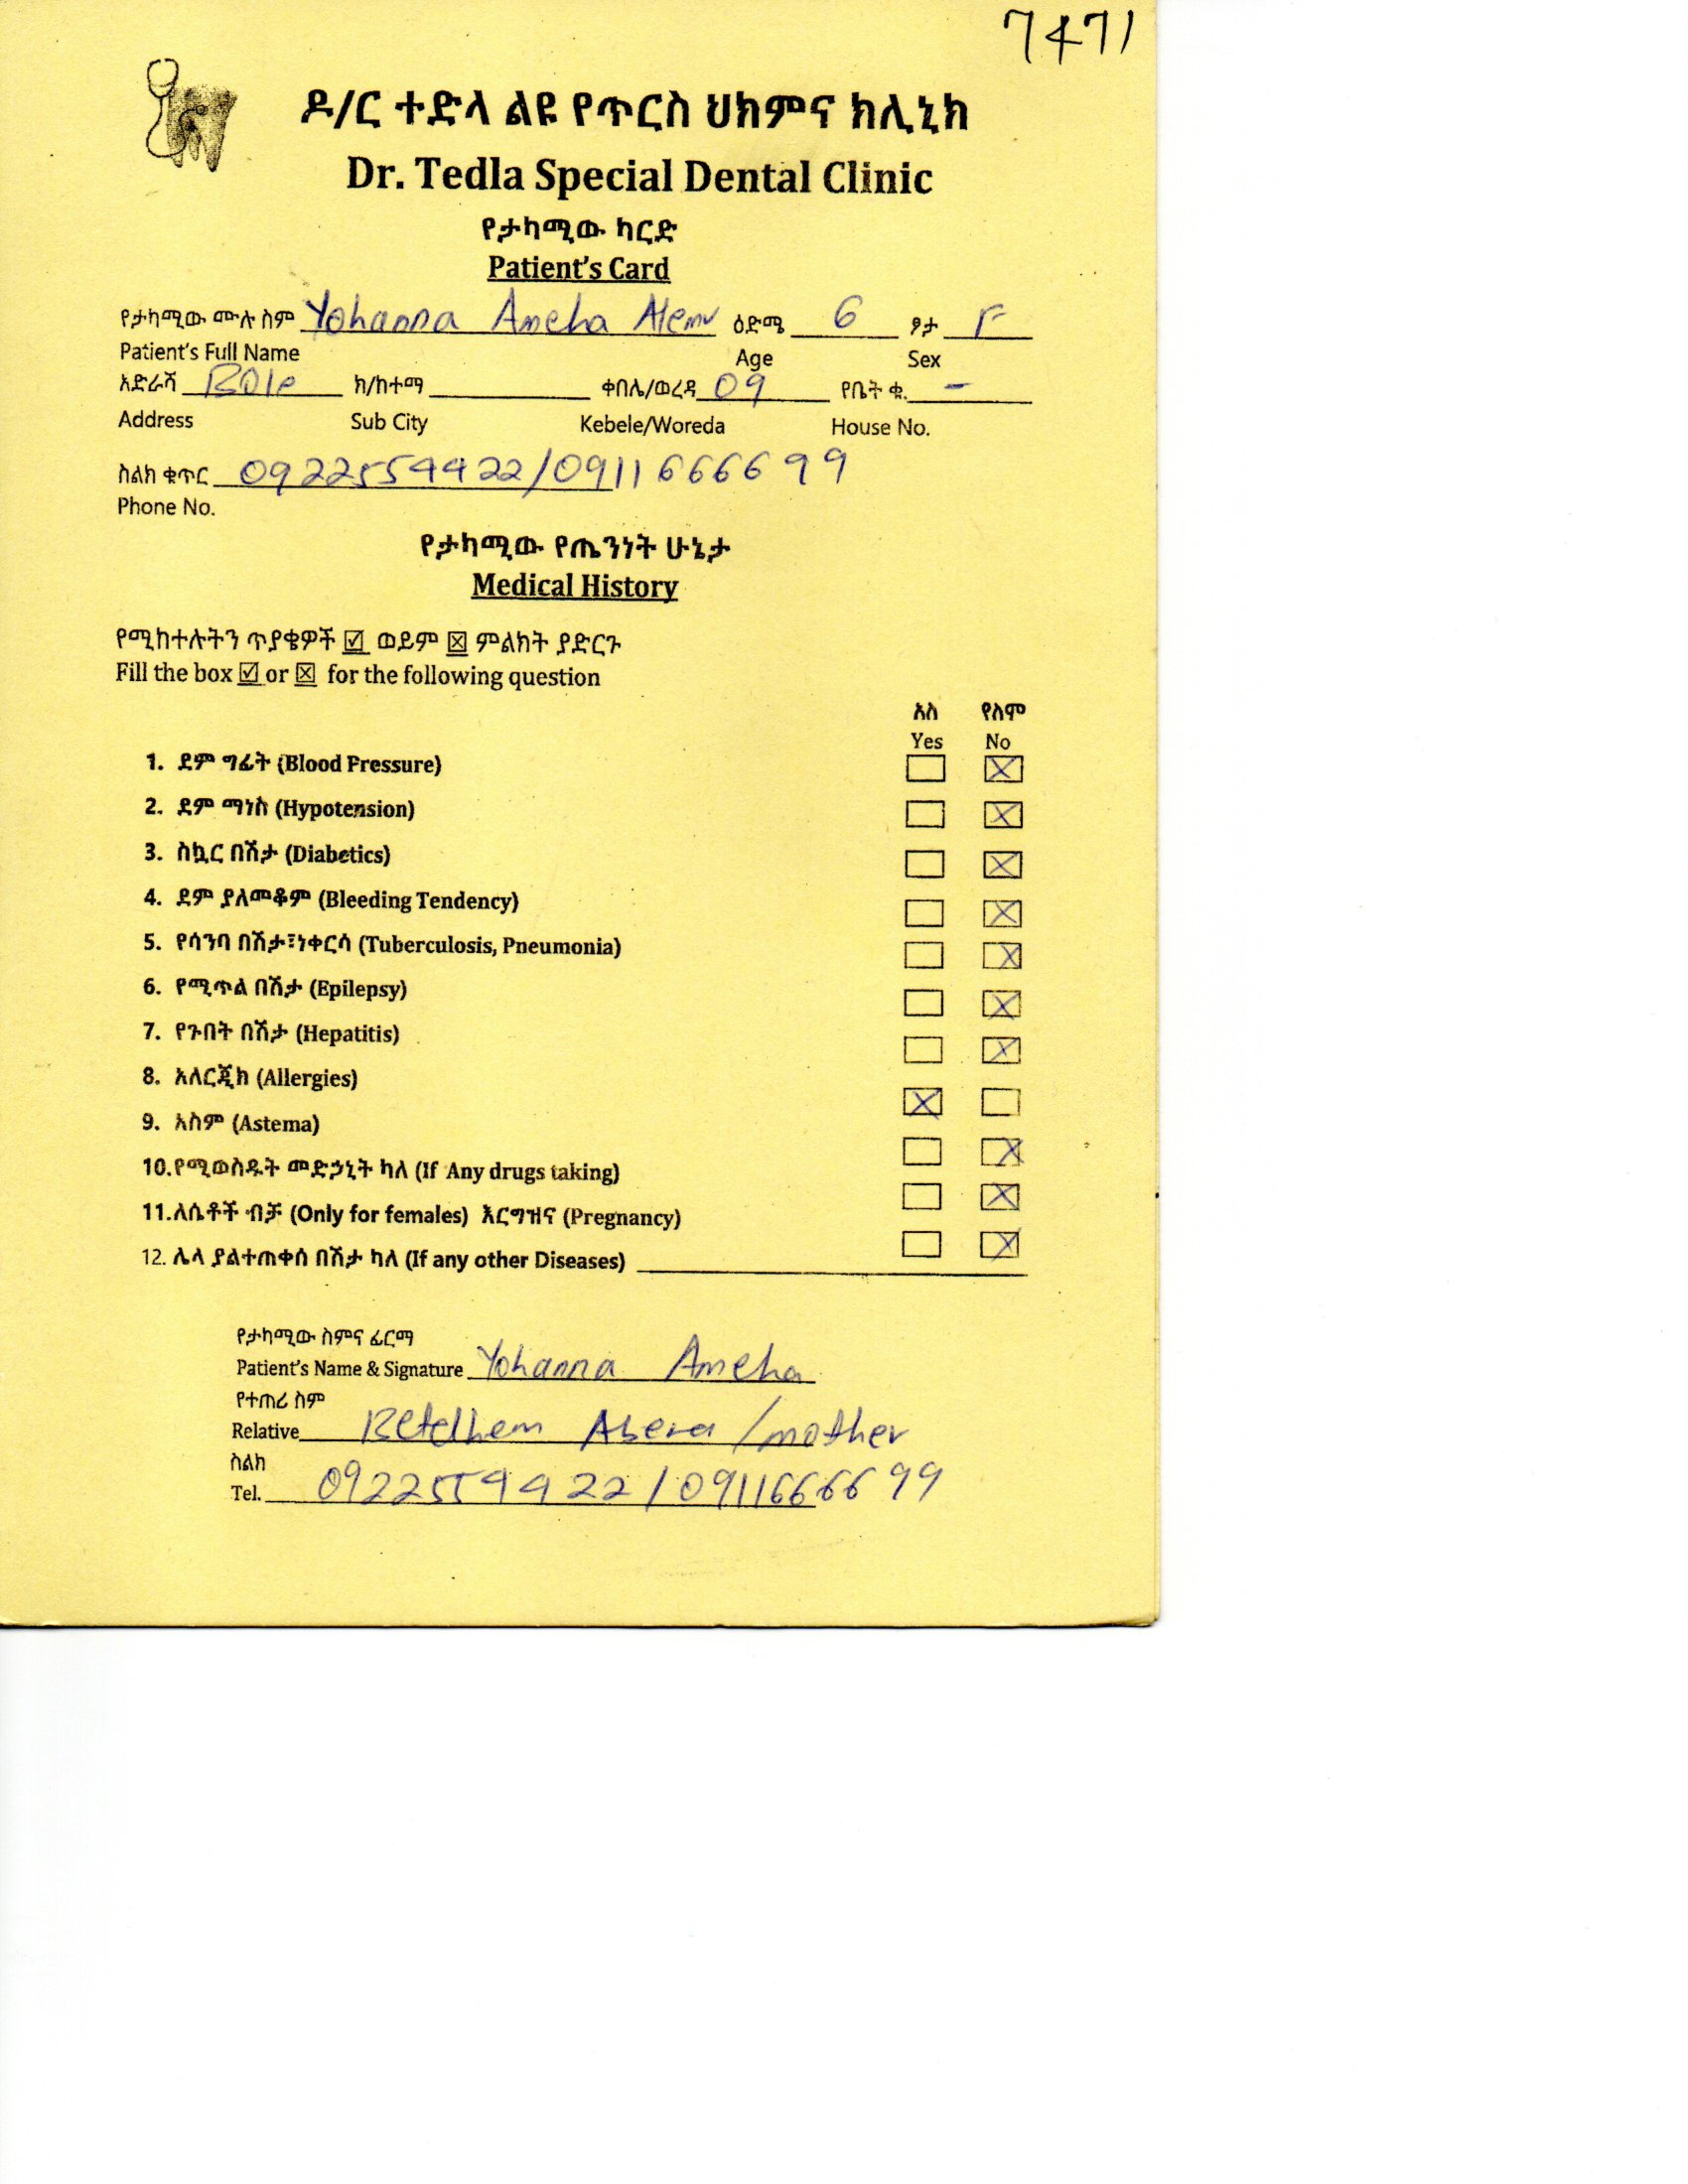 7471
ዶ/ር ተድላ ልዩ የጥርስ ህክምና ክሊኒክ
Dr. Tedla Special Dental Clinic
የታካሚው ካርድ
Patient's Card
የታካሚው ሙሉ ስም Yohanna Ameha Alemu ዕድሜ 6 ፆታ F
Patient's Full Name Age Sex
አድራሻ Bole ክ/ከተማ ቀበሌ/ወረዳ 09 የቤት ቁ. -
Address Sub City Kebele/Woreda House No.
ስልክ ቁጥር 0922554422/0911666699
Phone No.
የታካሚው የጤንነት ሁኔታ
Medical History
የሚከተሉትን ጥያቄዎች ☑ ወይም ☒ ምልክት ያድርጉ
Fill the box ☑ or ☒ for the following question
አለ የለም
Yes No
1. ደም ግፊት (Blood Pressure) ☐ ☒
2. ደም ማነስ (Hypotension) ☐ ☒
3. ስኳር በሽታ (Diabetics) ☐ ☒
4. ደም ያለመቆም (Bleeding Tendency) ☐ ☒
5. የሳንባ በሽታ፣ነቀርሳ (Tuberculosis, Pneumonia) ☐ ☒
6. የሚጥል በሽታ (Epilepsy) ☐ ☒
7. የጉበት በሽታ (Hepatitis) ☐ ☒
8. አለርጂክ (Allergies) ☒ ☐
9. አስም (Astema) ☐ ☒
10.የሚወስዱት መድኃኒት ካለ (If Any drugs taking) ☐ ☒
11.ለሴቶች ብቻ (Only for females) እርግዝና (Pregnancy) ☐ ☒
12. ሌላ ያልተጠቀሰ በሽታ ካለ (If any other Diseases)
የታካሚው ስምና ፊርማ
Patient's Name & Signature Yohanna Ameha
የተጠሪ ስም
Relative Betelhem Abera /mother
ስልክ
Tel. 0922554422/0911666699